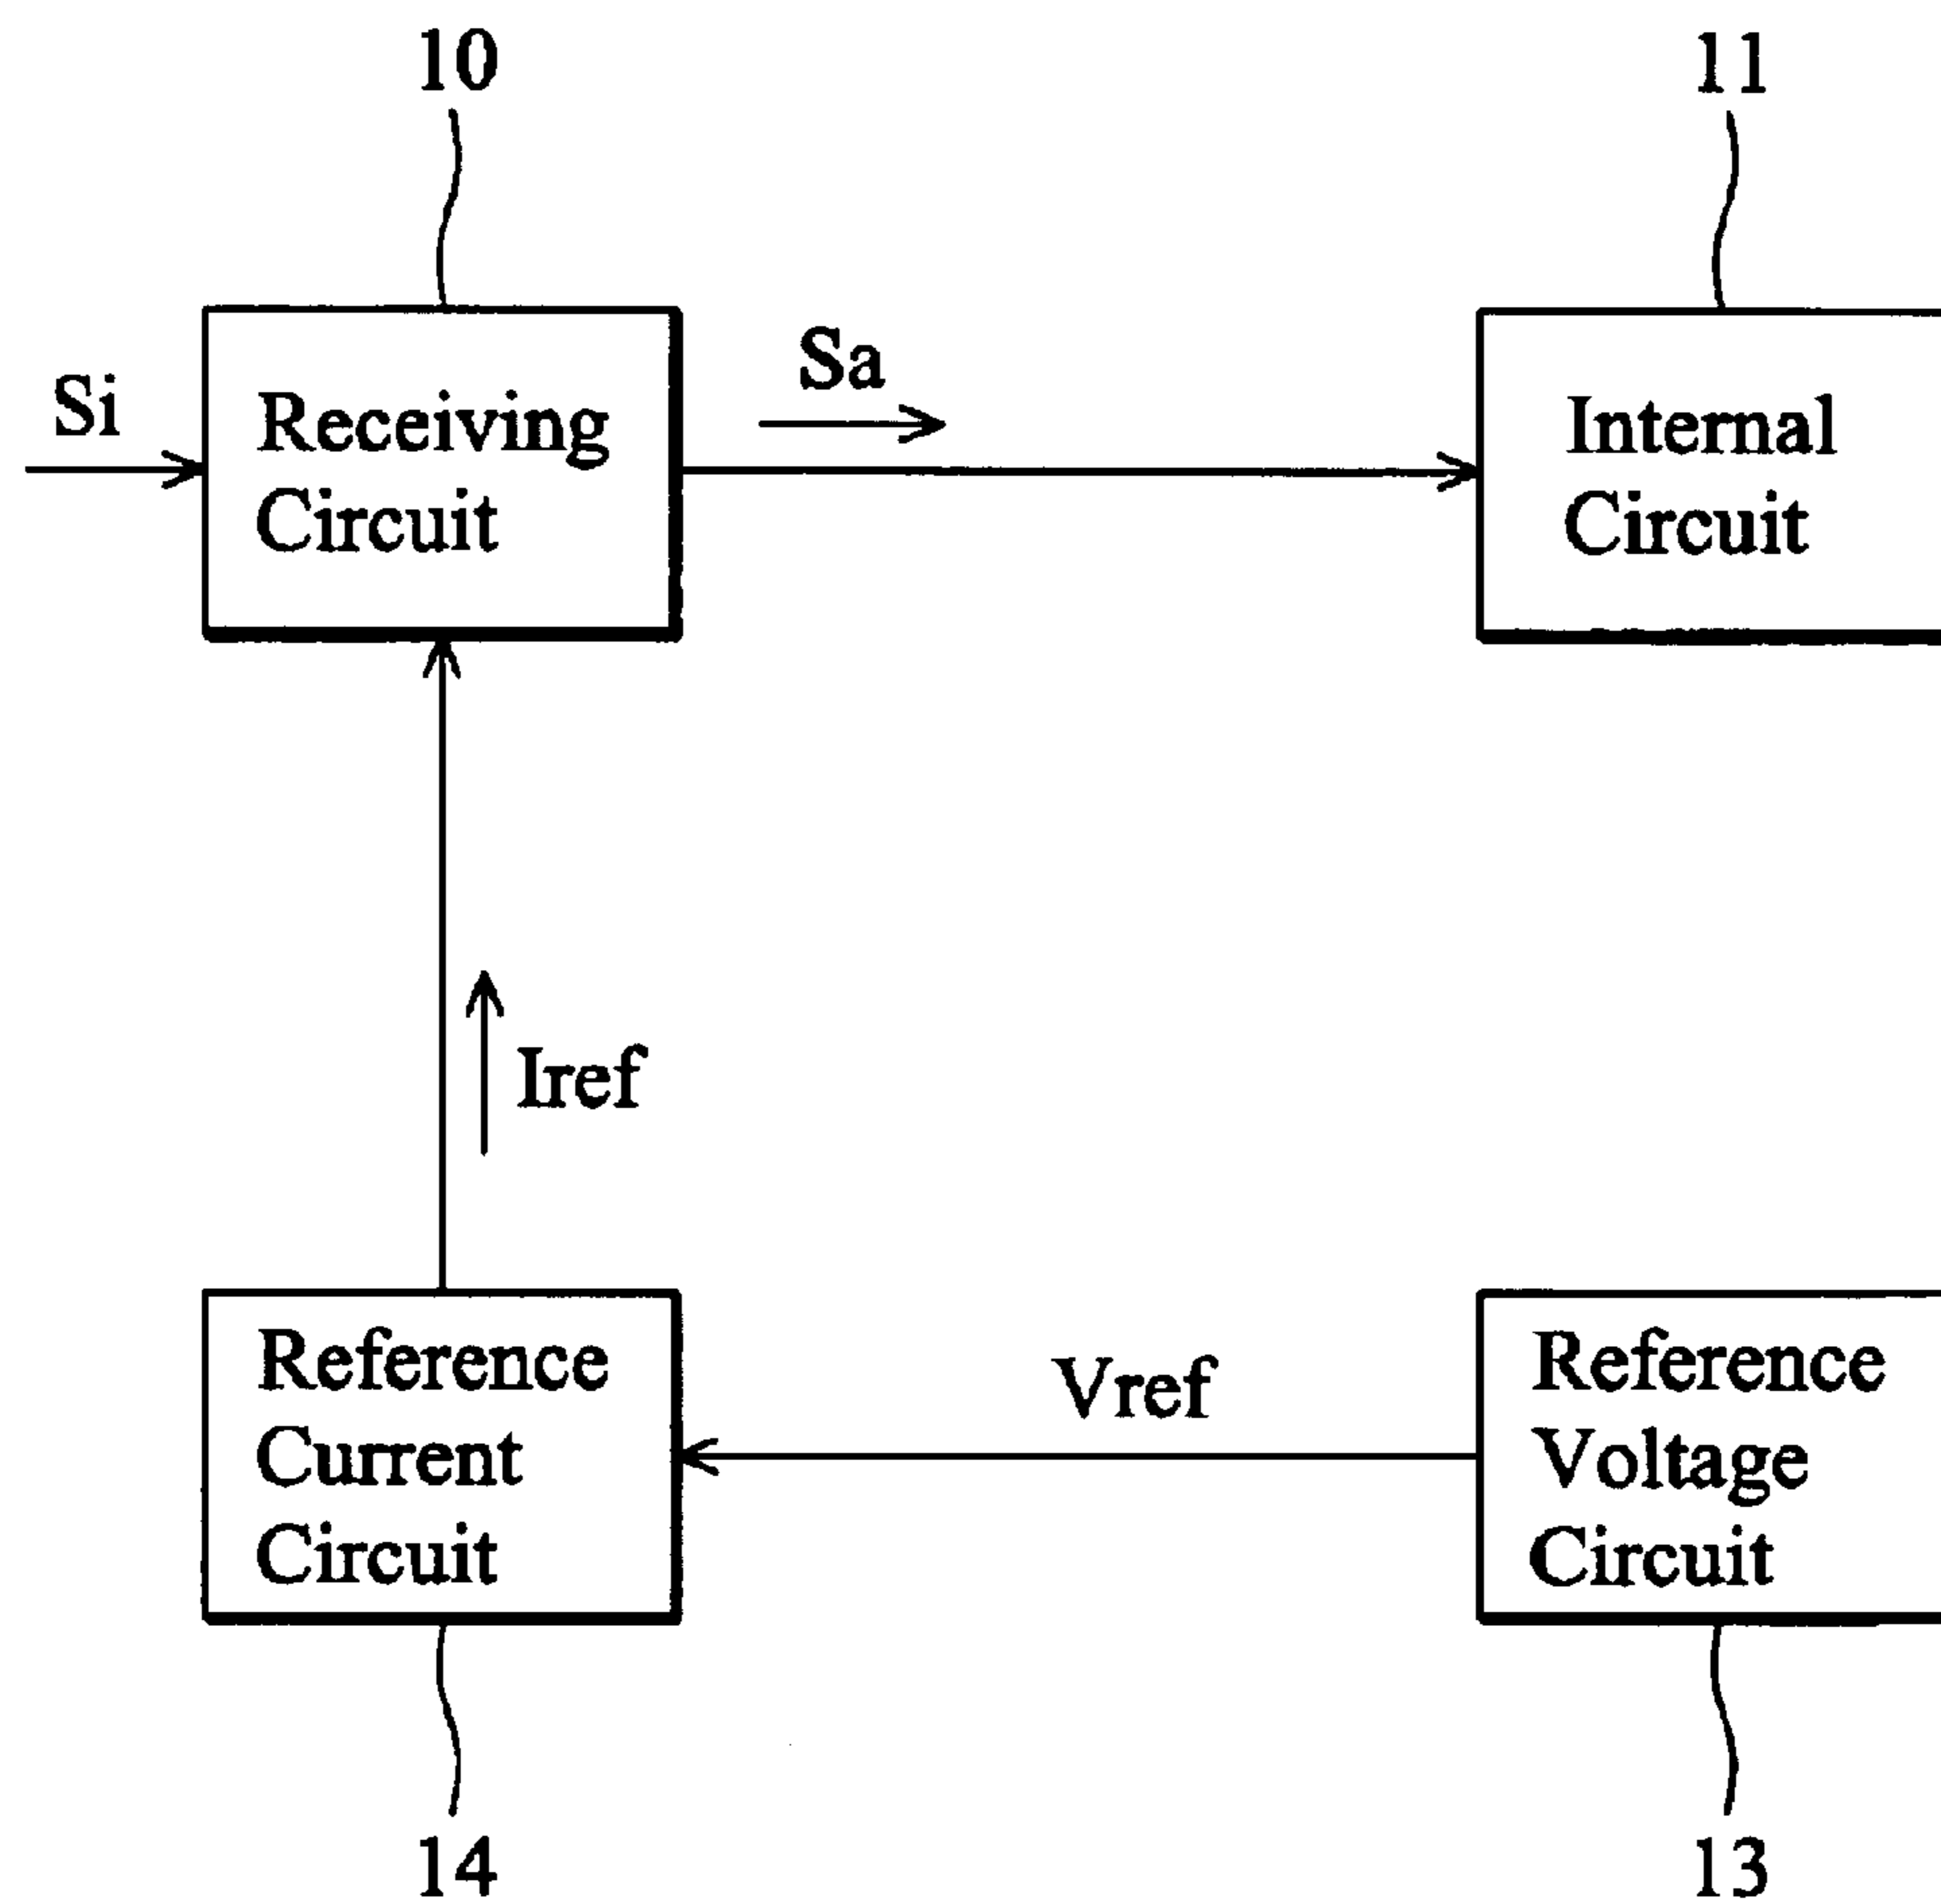 10
11
Si
Receiving
Circuit
Sa
Internal
Circuit
Iref
Reference
Current
Circuit
Vref
Reference
Voltage
Circuit
14
13